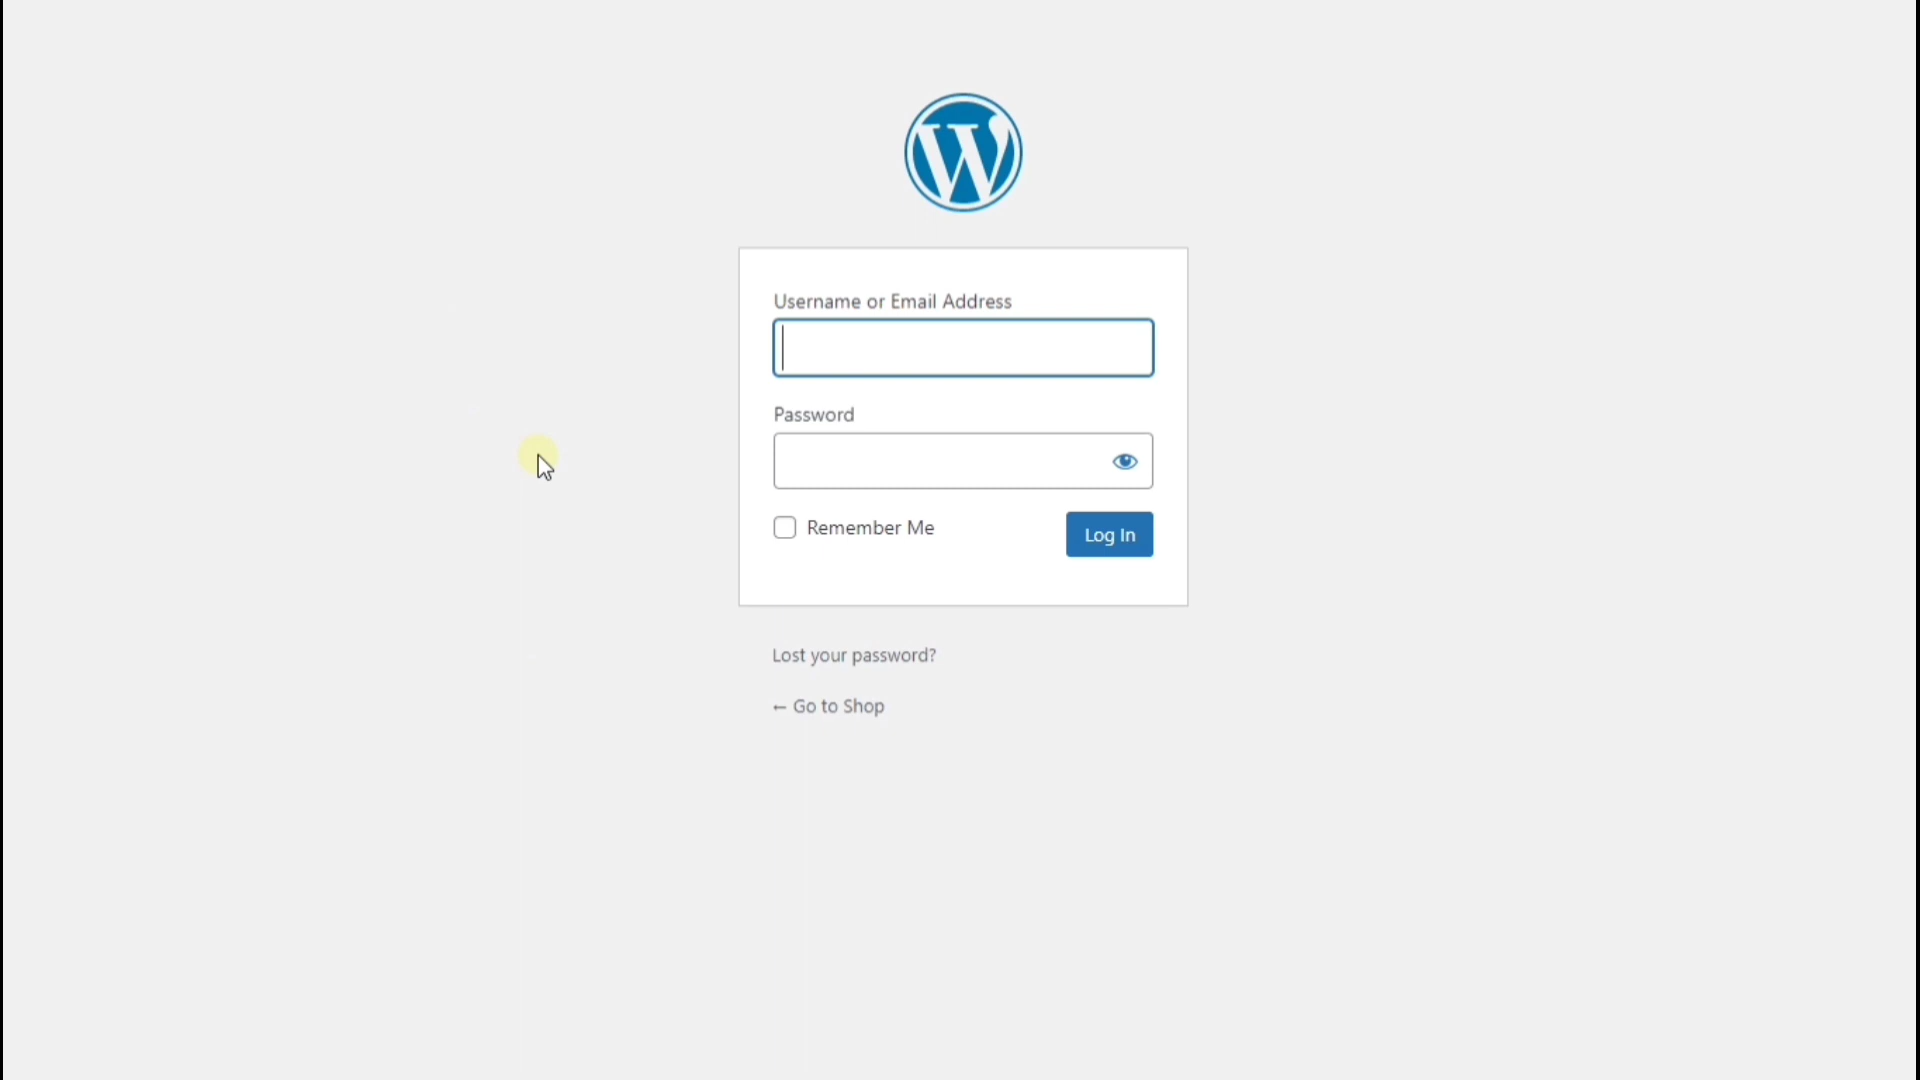 Username or Email Address
Password
Remember Me
Log In
Lost your password?
← Go to Shop